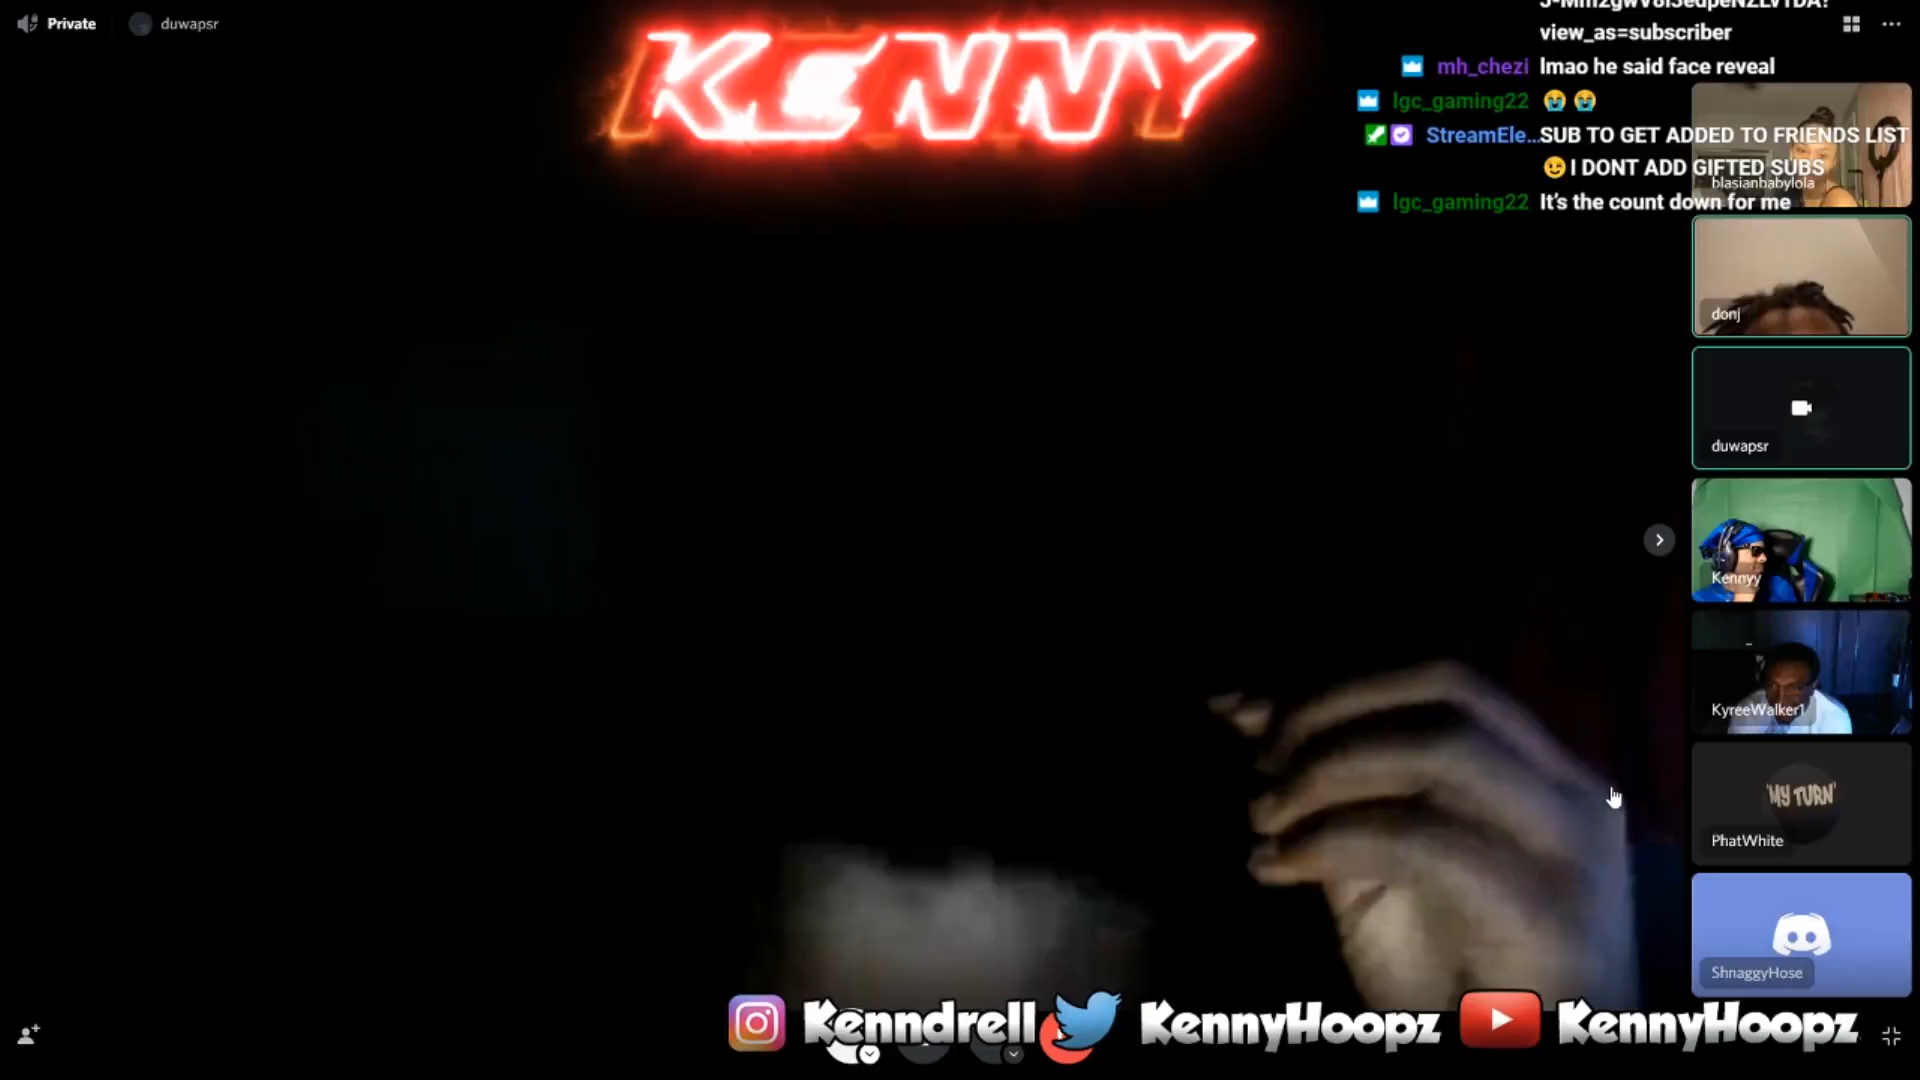 Private
duwapsr
KENNY
view_as=subscriber
mh_chezi lmao he said face reveal
lgc_gaming22 😭 😭
StreamEle... SUB TO GET ADDED TO FRIENDS LIST
😉 I DONT ADD GIFTED SUBS
lgc_gaming22 It's the count down for me
blasianbabylola
donj
duwapsr
Kennyy
KyreeWalker1
'MY TURN'
PhatWhite
ShnaggyHose
Kenndrell
KennyHoopz
KennyHoopz